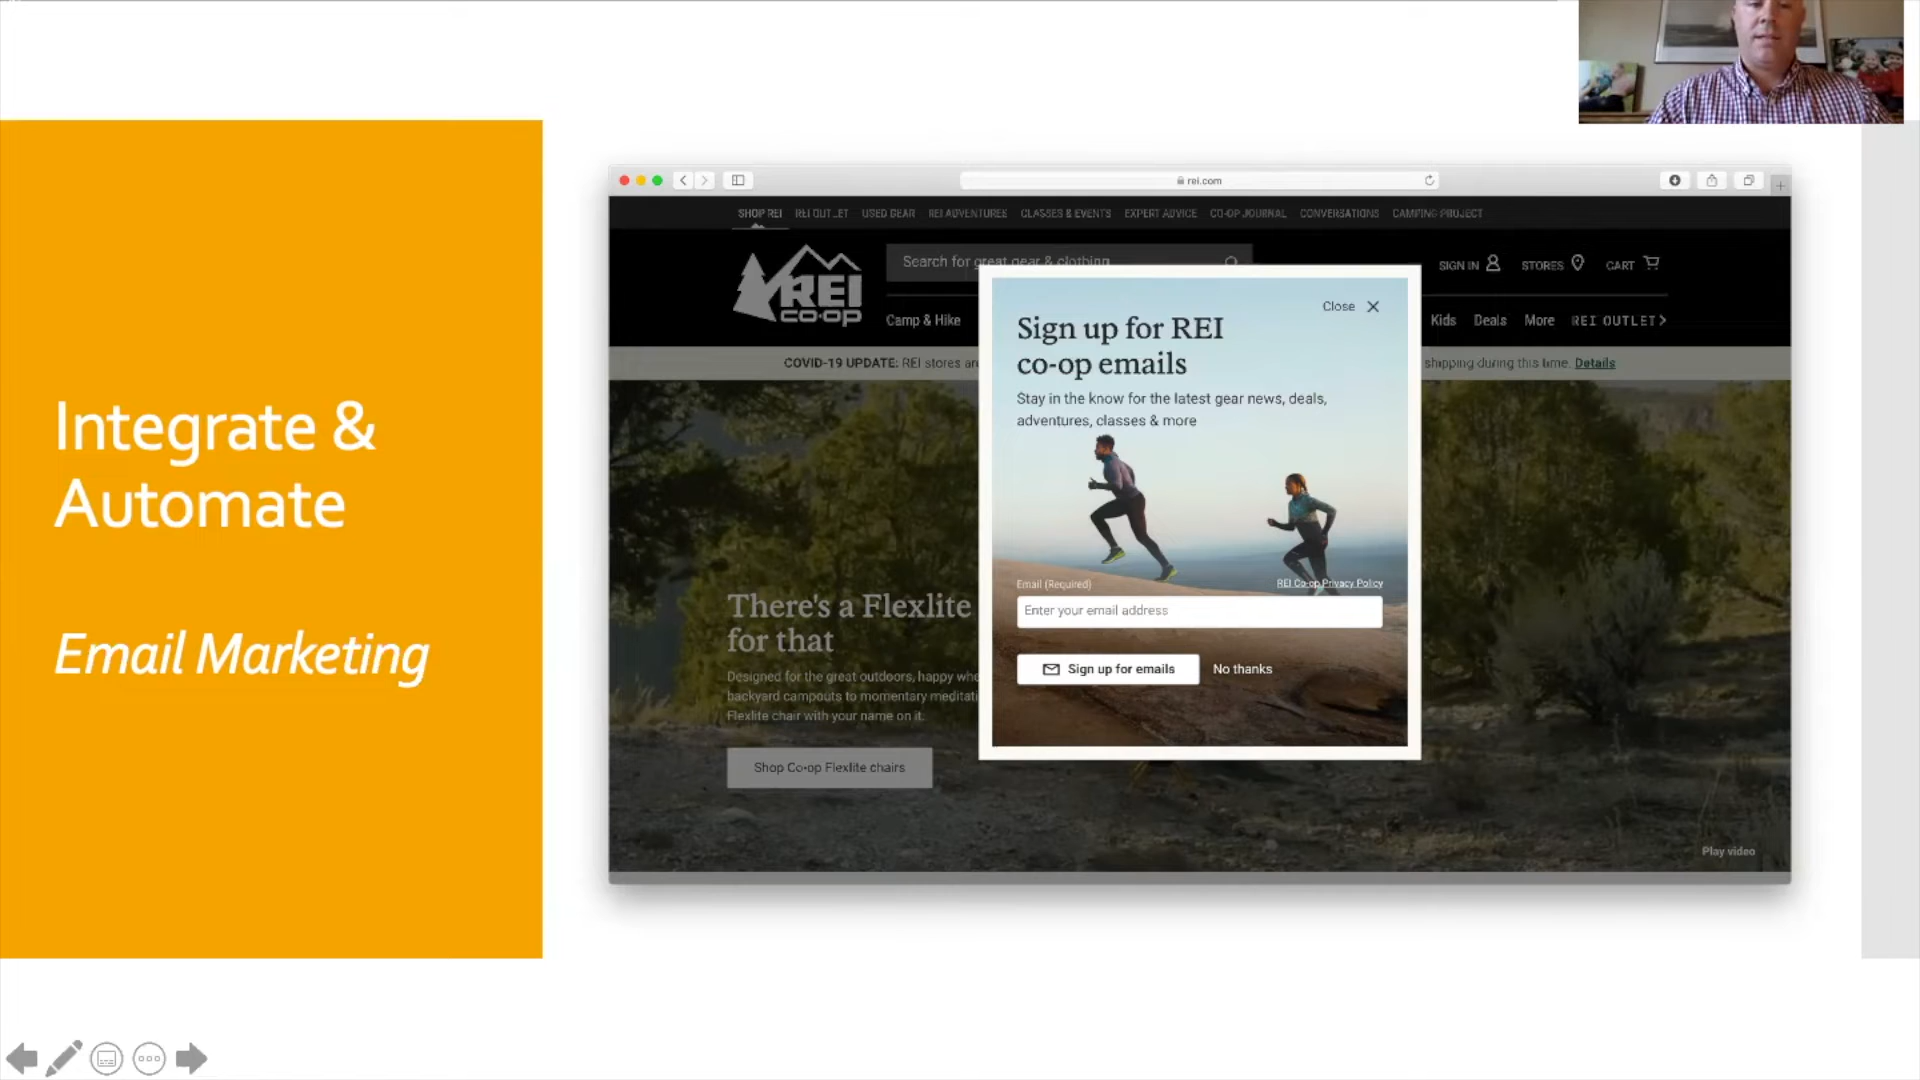 Integrate &
Automate
Email Marketing
rei.com
SHOP REI REI OUTLET USED GEAR REI ADVENTURES CLASSES & EVENTS EXPERT ADVICE CO-OP JOURNAL CONVERSATIONS CAMPING PROJECT
REI
CO-OP
Search for great gear & clothing
SIGN IN STORES CART
Camp & Hike
Kids Deals More REI OUTLET
COVID-19 UPDATE: REI stores
shipping during this time. Details
Close
Sign up for REI
co-op emails
Stay in the know for the latest gear news, deals,
adventures, classes & more
Email (Required) REI Co-op Privacy Policy
Enter your email address
Sign up for emails No thanks
There's a Flexlite
for that
Designed for the great outdoors, happy
backyard campouts to momentary
Flexlite chair with your name on it.
Shop Co-op Flexlite chairs
Play video